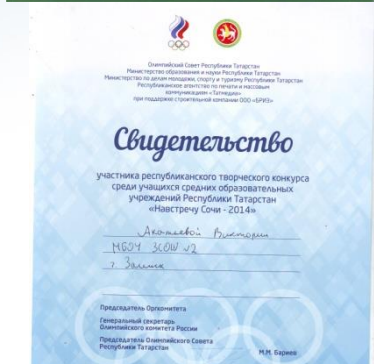 Олимпийский Совет Республики Татарстан
Министерство образования и науки Республики Татарстан
Министерство по делам молодежи, спорту и туризму Республики Татарстан
Республиканское агентство по печати и массовым
коммуникациям «Татмедиа»
при поддержке строительной компании ООО «БРИЗ»
Свидетельство
участника республиканского творческого конкурса
среди учащихся средних образовательных
учреждений Республики Татарстан
«Навстречу Сочи - 2014»
Виктории
МБОУ ЗСОШ №2
г. Заинск
Председатель Оргкомитета
Генеральный секретарь
Олимпийского комитета России
Председатель Олимпийского Совета
Республики Татарстан
М.М. Бариев